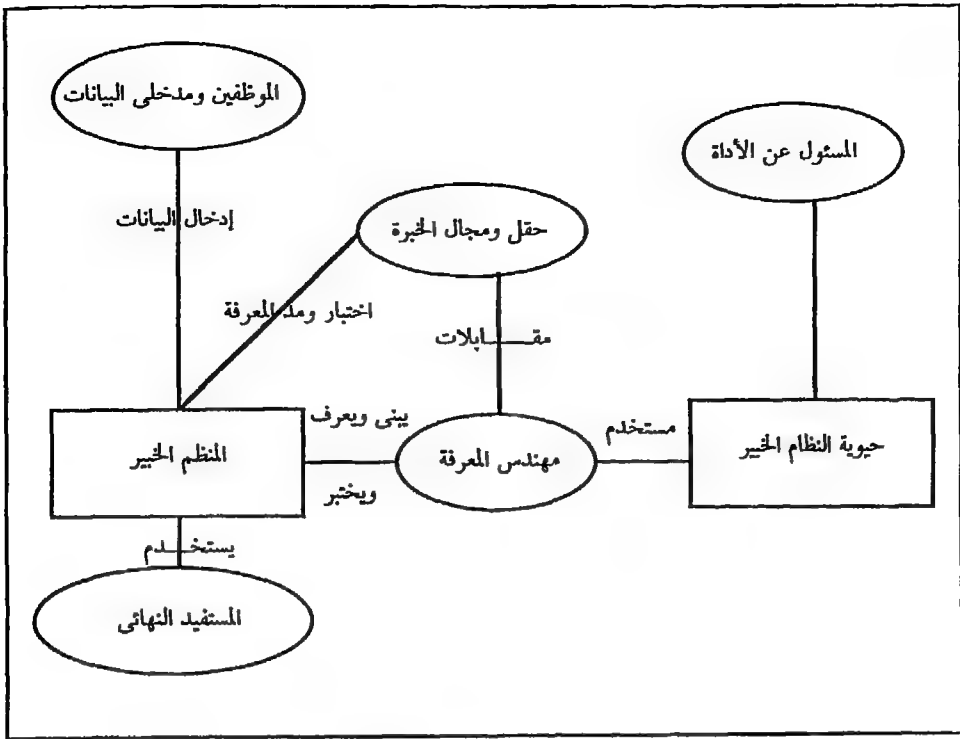 الموظفين ومدخلى البيانات
المسئول عن الأداة
إدخال البيانات
حقل ومجال الخبرة
اختبار ومد المعرفة
مقـــــابلات
يبنى ويعرف
مستخدم
المنظم الخبير
مهندس المعرفة
حيوية النظام الخبير
ويختبر
يستخـــدم
المستفيد النهائى